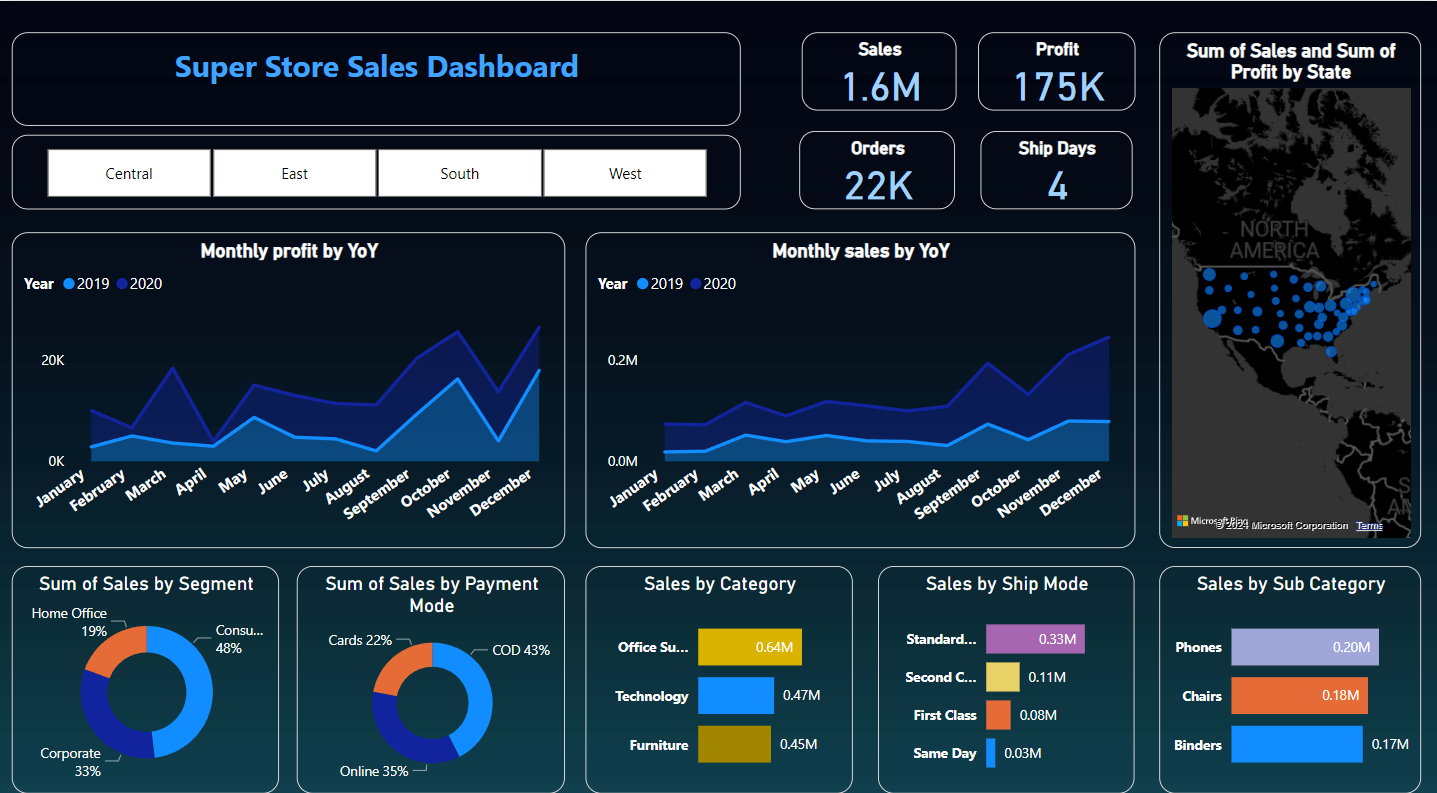 Super Store Sales Dashboard
Central
East
South
West
Sales
1.6M
Profit
175K
Orders
22K
Ship Days
4
Sum of Sales and Sum of
Profit by State
NORTH
AMERICA
Microsoft Bing
© 2024 Microsoft Corporation Terms
Monthly profit by YoY
Year 2019 2020
20K
0K
January
February
March
April
May
June
July
August
September
October
November
December
Monthly sales by YoY
Year 2019 2020
0.2M
0.0M
January
February
March
April
May
June
July
August
September
October
November
December
Sum of Sales by Segment
Home Office
19%
Consu...
48%
Corporate
33%
Sum of Sales by Payment
Mode
Cards 22%
COD 43%
Online 35%
Sales by Category
Office Su... 0.64M
Technology 0.47M
Furniture 0.45M
Sales by Ship Mode
Standard... 0.33M
Second C... 0.11M
First Class 0.08M
Same Day 0.03M
Sales by Sub Category
Phones 0.20M
Chairs 0.18M
Binders 0.17M